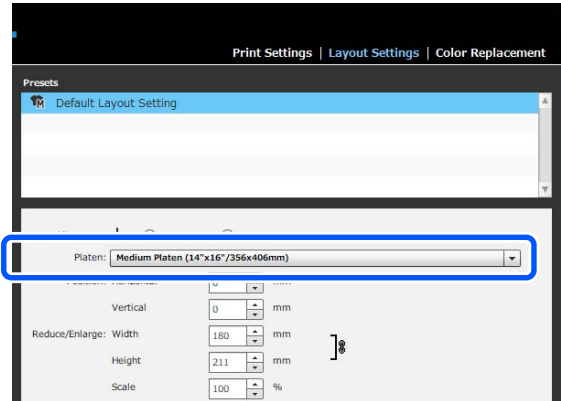 Print Settings | Layout Settings | Color Replacement
Presets
M Default Layout Setting
Platen: Medium Platen (14"x16"/356x406mm)
Vertical 0 mm
Reduce/Enlarge: Width 180 mm
Height 211 mm
Scale 100 %